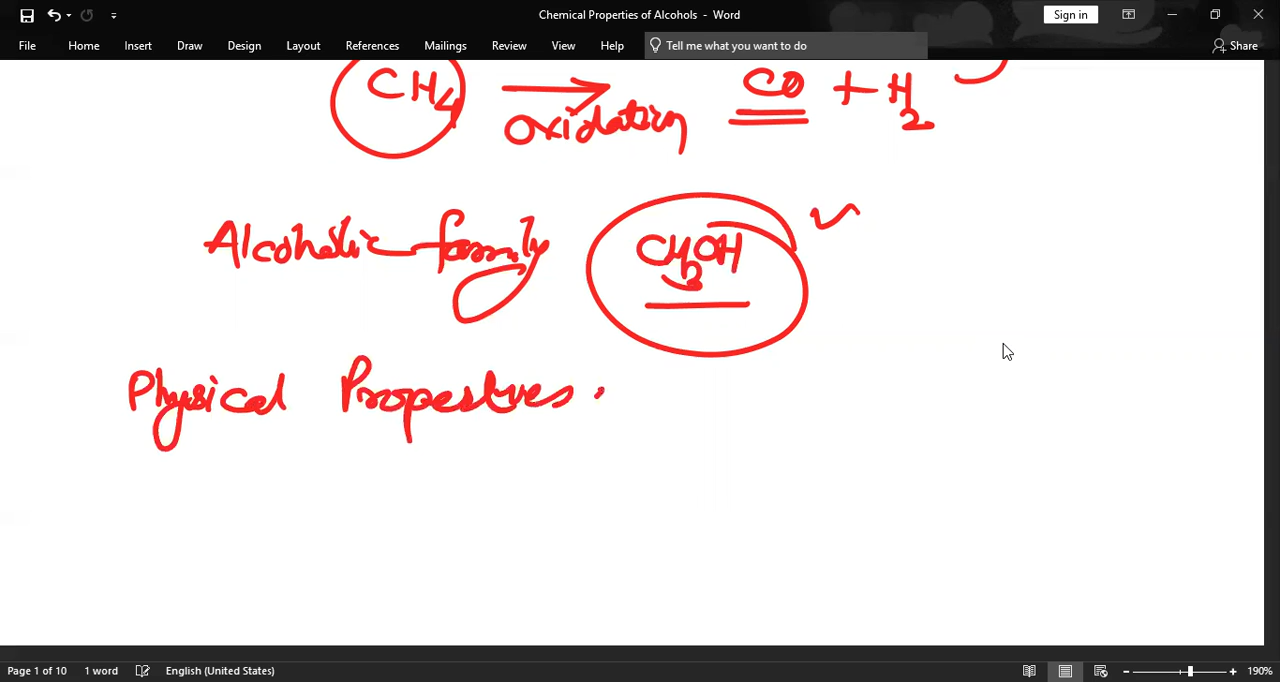 Chemical Properties of Alcohols - Word
Sign in
File Home Insert Draw Design Layout References Mailings Review View Help Tell me what you want to do Share
CH4 → CO + H2
oxidation
Alcoholic family CH3OH
Physical Properties.
Page 1 of 10 1 word English (United States) 190%